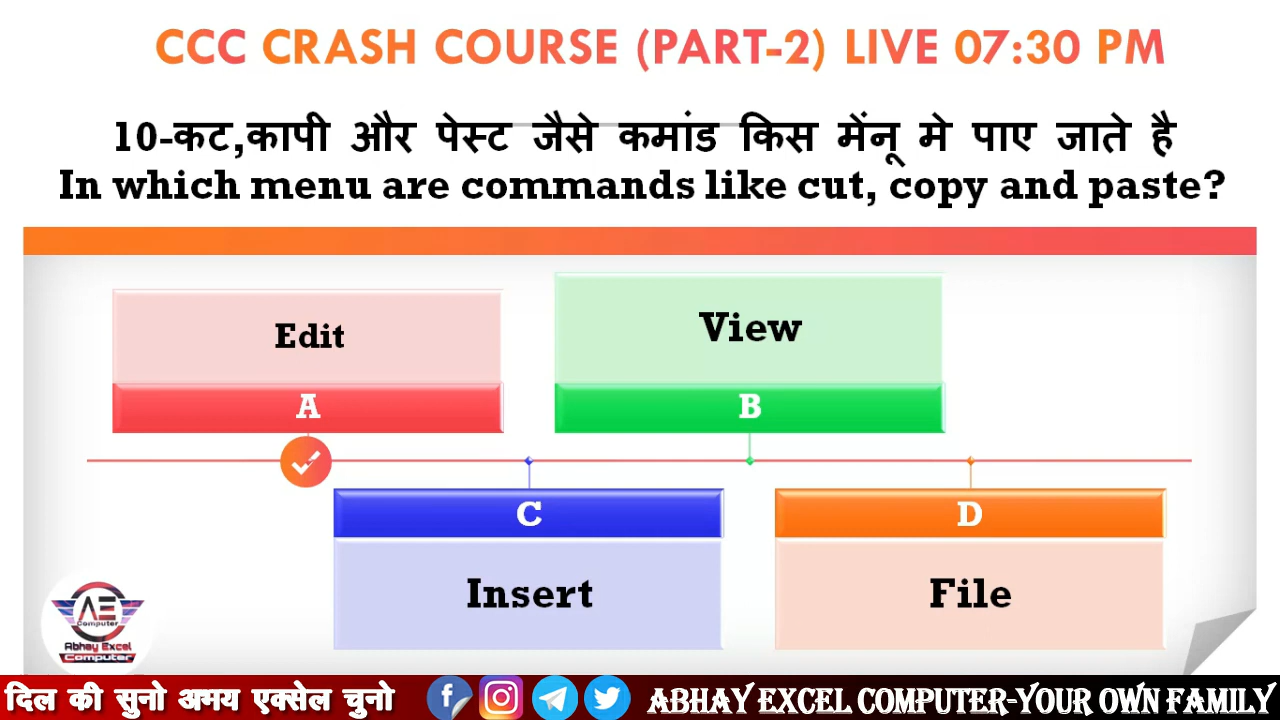 CCC CRASH COURSE (PART-2) LIVE 07:30 PM
10-कट,कापी और पेस्ट जैसे कमांड किस मेंनू मे पाए जाते है
In which menu are commands like cut, copy and paste?
Edit
A
View
B
C
Insert
D
File
AE
Computer
Abhay Excel
Computer
दिल की सुनो अभय एक्सेल चुनो
ABHAY EXCEL COMPUTER-YOUR OWN FAMILY